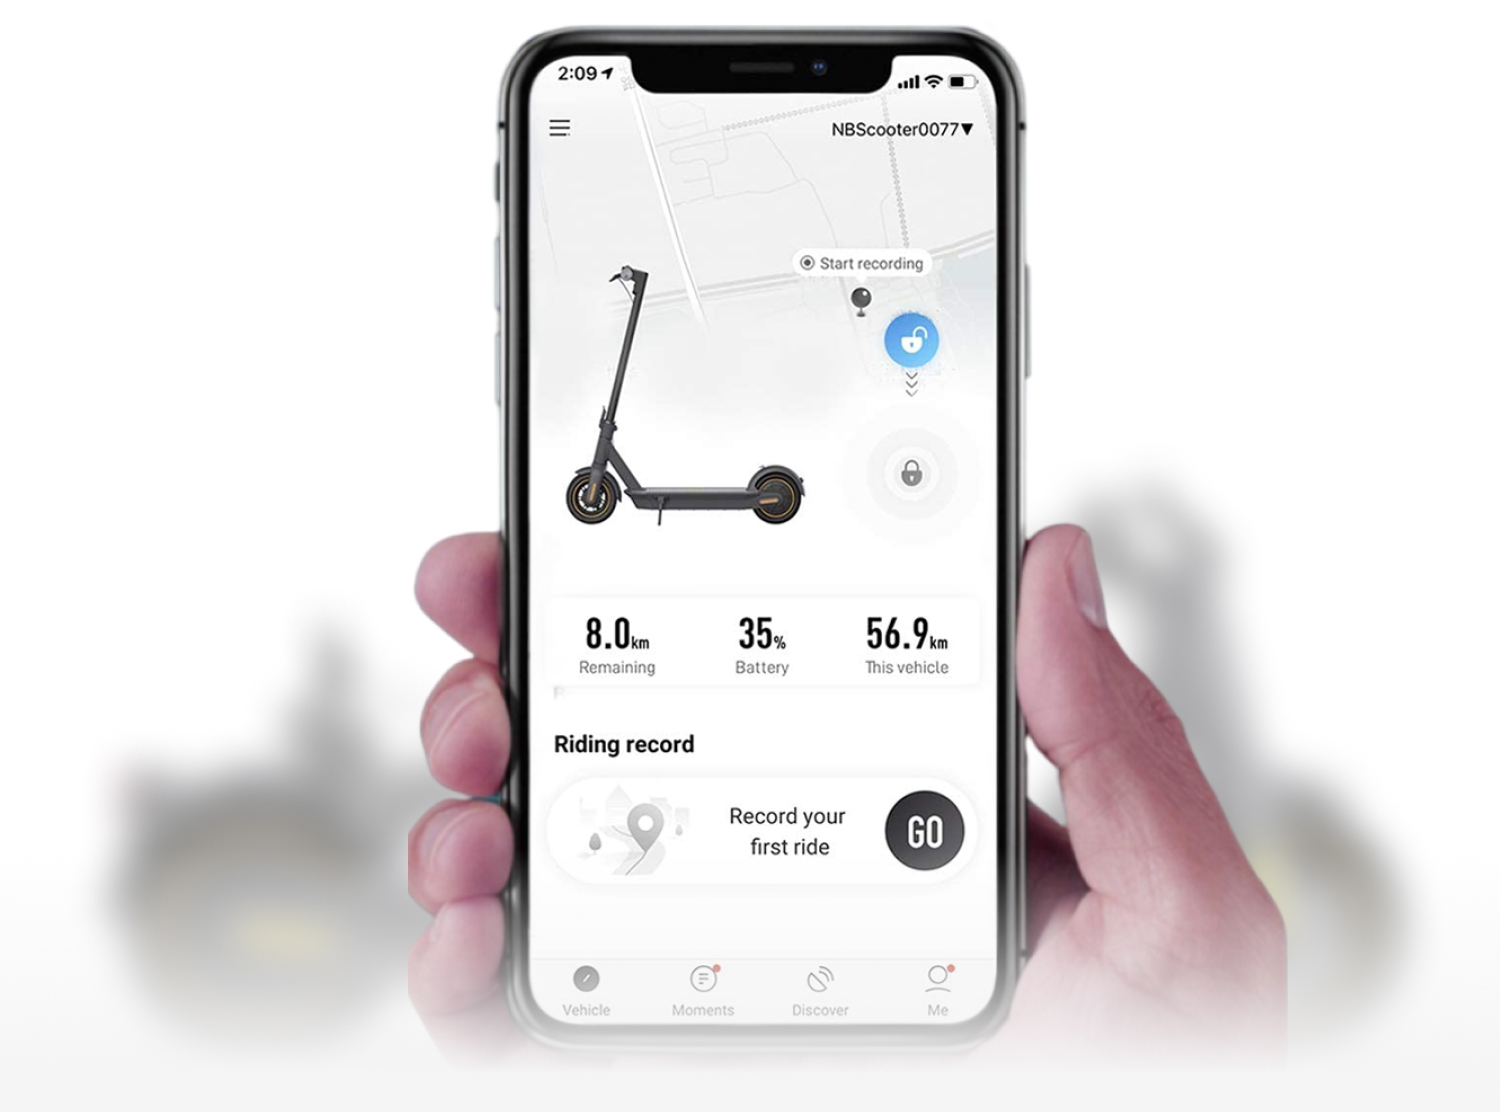 2:09
NBScooter0077▼
Start recording
8.0km
35%
56.9km
Remaining
Battery
This vehicle
Riding record
Record your
first ride
GO
Vehicle
Moments
Discover
Me